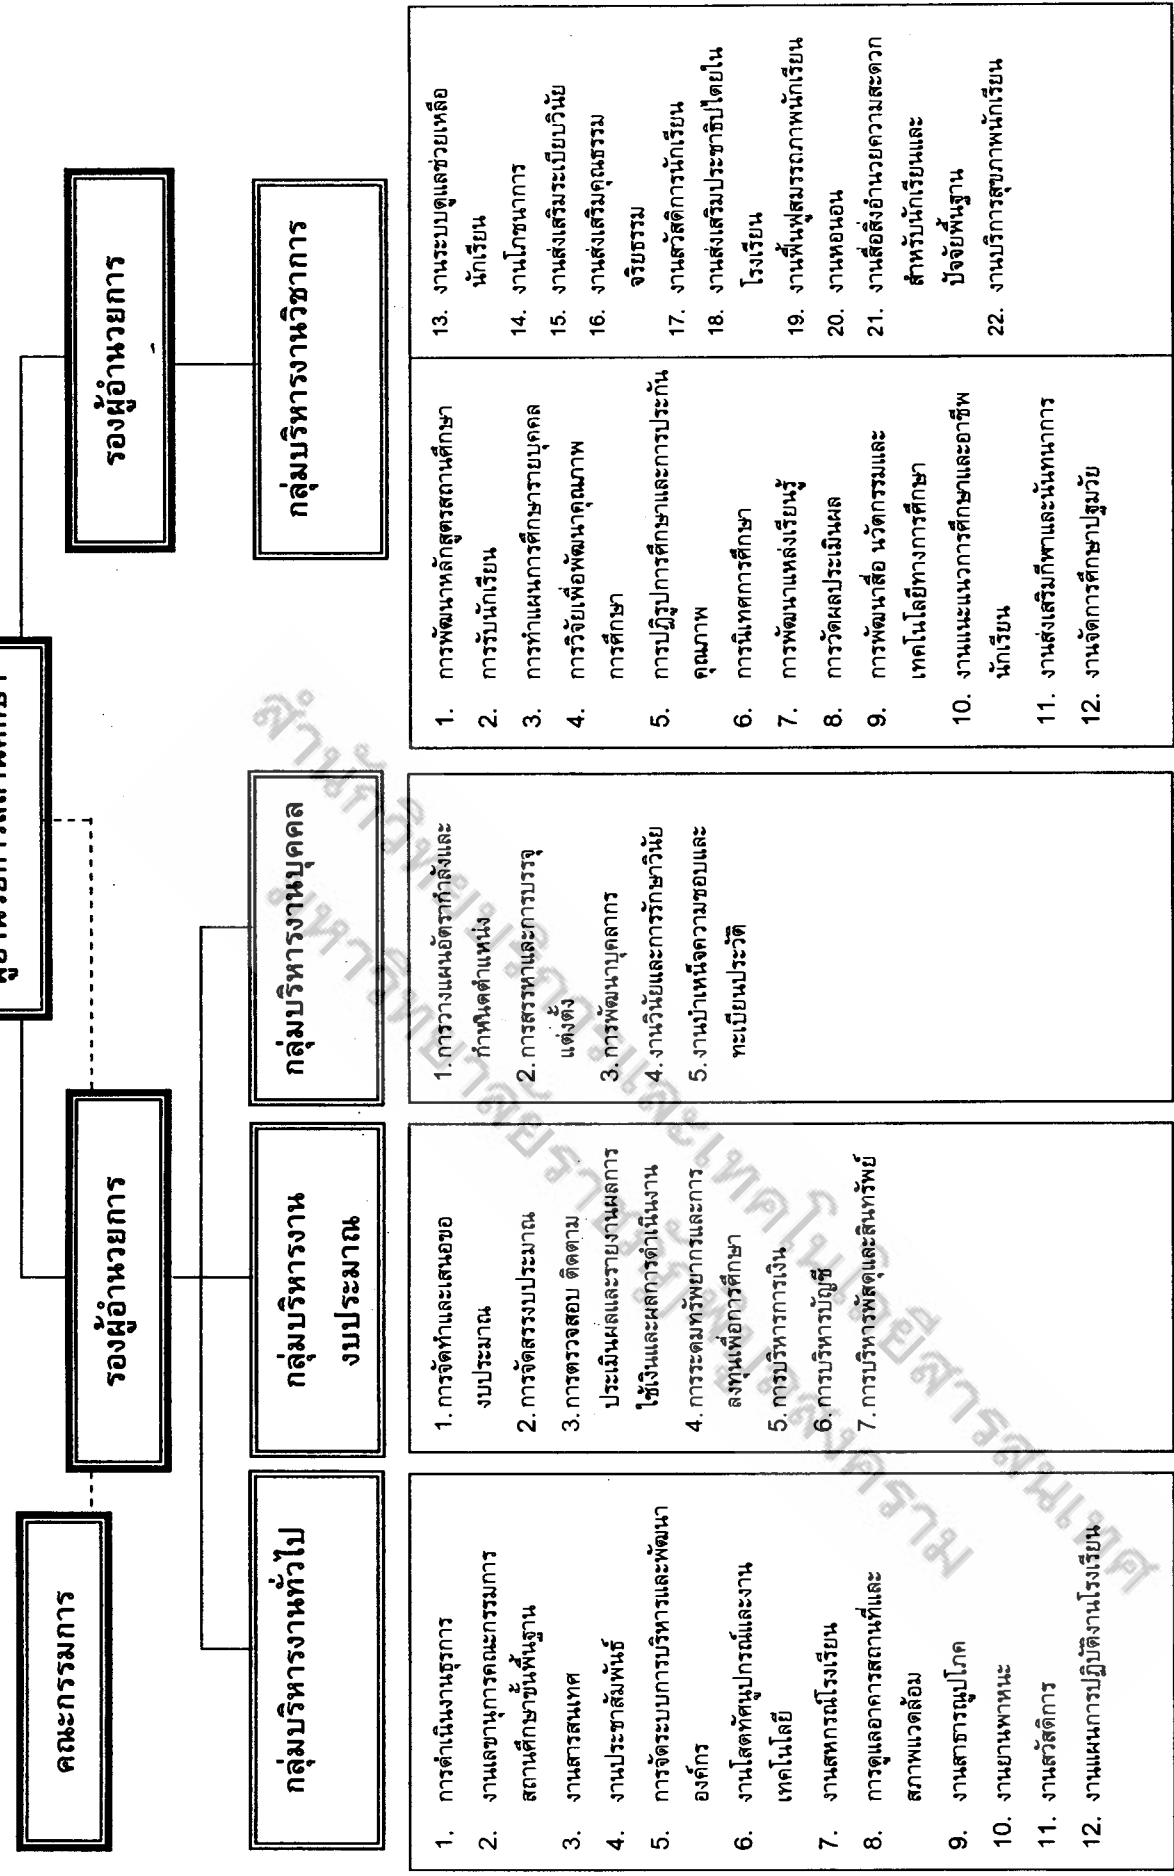 คณะกรรมการ
รองผู้อำนวยการ
รองผู้อำนวยการ
กลุ่มบริหารงานทั่วไป
กลุ่มบริหารงาน
งบประมาณ
กลุ่มบริหารงานบุคคล
กลุ่มบริหารงานวิชาการ
1. การดำเนินงานธุรการ
2. งานเลขานุการคณะกรรมการ
สถานศึกษาขั้นพื้นฐาน
3. งานสารสนเทศ
4. งานประชาสัมพันธ์
5. การจัดระบบการบริหารและพัฒนา
องค์กร
6. งานโสตทัศนูปกรณ์และงาน
เทคโนโลยี
7. งานสหกรณ์โรงเรียน
8. การดูแลอาคารสถานที่และ
สภาพแวดล้อม
9. งานสาธารณูปโภค
10. งานยานพาหนะ
11. งานสวัสดิการ
12. งานแผนการปฏิบัติงานโรงเรียน
1. การจัดทำและเสนอขอ
งบประมาณ
2. การจัดสรรงบประมาณ
3. การตรวจสอบ ติดตาม
ประเมินผลและรายงานผลการ
ใช้เงินและผลการดำเนินงาน
4. การระดมทรัพยากรและการ
ลงทุนเพื่อการศึกษา
5. การบริหารการเงิน
6. การบริหารบัญชี
7. การบริหารพัสดุและสินทรัพย์
1. การวางแผนอัตรากำลังและ
กำหนดตำแหน่ง
2. การสรรหาและการบรรจุ
แต่งตั้ง
3. การพัฒนาบุคลากร
4. งานวินัยและการรักษาวินัย
5. งานบำเหน็จความชอบและ
ทะเบียนประวัติ
1. การพัฒนาหลักสูตรสถานศึกษา
2. การรับนักเรียน
3. การทำแผนการศึกษารายบุคคล
4. การวิจัยเพื่อพัฒนาคุณภาพ
การศึกษา
5. การปฏิรูปการศึกษาและการประกัน
คุณภาพ
6. การนิเทศการศึกษา
7. การพัฒนาแหล่งเรียนรู้
8. การวัดผลประเมินผล
9. การพัฒนาสื่อ นวัตกรรมและ
เทคโนโลยีทางการศึกษา
10. งานแนะแนวการศึกษาและอาชีพ
นักเรียน
11. งานส่งเสริมกีฬาและนันทนาการ
12. งานจัดการศึกษาปฐมวัย
13. งานระบบดูแลช่วยเหลือ
นักเรียน
14. งานโภชนาการ
15. งานส่งเสริมระเบียบวินัย
16. งานส่งเสริมคุณธรรม
จริยธรรม
17. งานสวัสดิการนักเรียน
18. งานส่งเสริมประชาธิปไตยใน
โรงเรียน
19. งานฟื้นฟูสมรรถภาพนักเรียน
20. งานหอนอน
21. งานสื่อสิ่งอำนวยความสะดวก
สำหรับนักเรียนและ
ปัจจัยพื้นฐาน
22. งานบริการสุขภาพนักเรียน
สำนักวิทยบริการและเทคโนโลยีสารสนเทศ
มหาวิทยาลัยราชภัฏพิบูลสงคราม